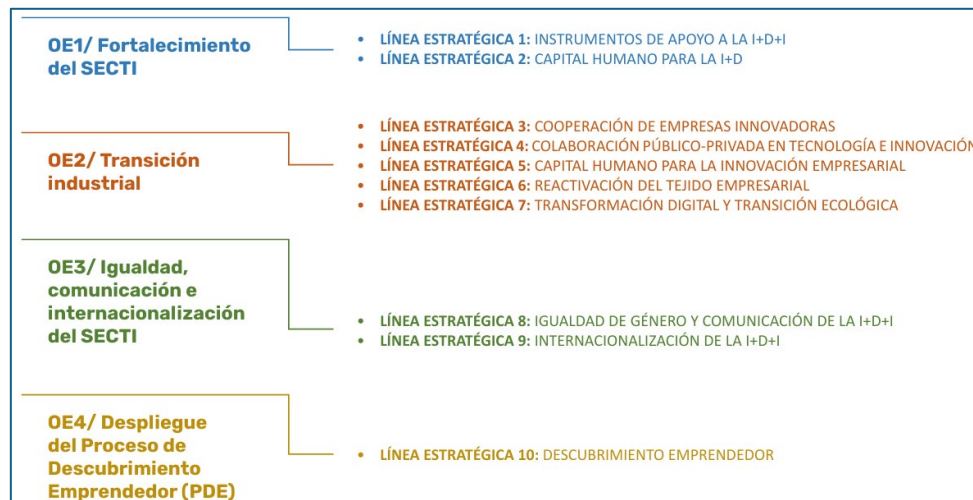 OE1/ Fortalecimiento
del SECTI
• LÍNEA ESTRATÉGICA 1: INSTRUMENTOS DE APOYO A LA I+D+I
• LÍNEA ESTRATÉGICA 2: CAPITAL HUMANO PARA LA I+D
OE2/ Transición
industrial
• LÍNEA ESTRATÉGICA 3: COOPERACIÓN DE EMPRESAS INNOVADORAS
• LÍNEA ESTRATÉGICA 4: COLABORACIÓN PÚBLICO-PRIVADA EN TECNOLOGÍA E INNOVACIÓN
• LÍNEA ESTRATÉGICA 5: CAPITAL HUMANO PARA LA INNOVACIÓN EMPRESARIAL
• LÍNEA ESTRATÉGICA 6: REACTIVACIÓN DEL TEJIDO EMPRESARIAL
• LÍNEA ESTRATÉGICA 7: TRANSFORMACIÓN DIGITAL Y TRANSICIÓN ECOLÓGICA
OE3/ Igualdad,
comunicación e
internacionalización
del SECTI
• LÍNEA ESTRATÉGICA 8: IGUALDAD DE GÉNERO Y COMUNICACIÓN DE LA I+D+I
• LÍNEA ESTRATÉGICA 9: INTERNACIONALIZACIÓN DE LA I+D+I
OE4/ Despliegue
del Proceso de
Descubrimiento
Emprendedor (PDE)
• LÍNEA ESTRATÉGICA 10: DESCUBRIMIENTO EMPRENDEDOR